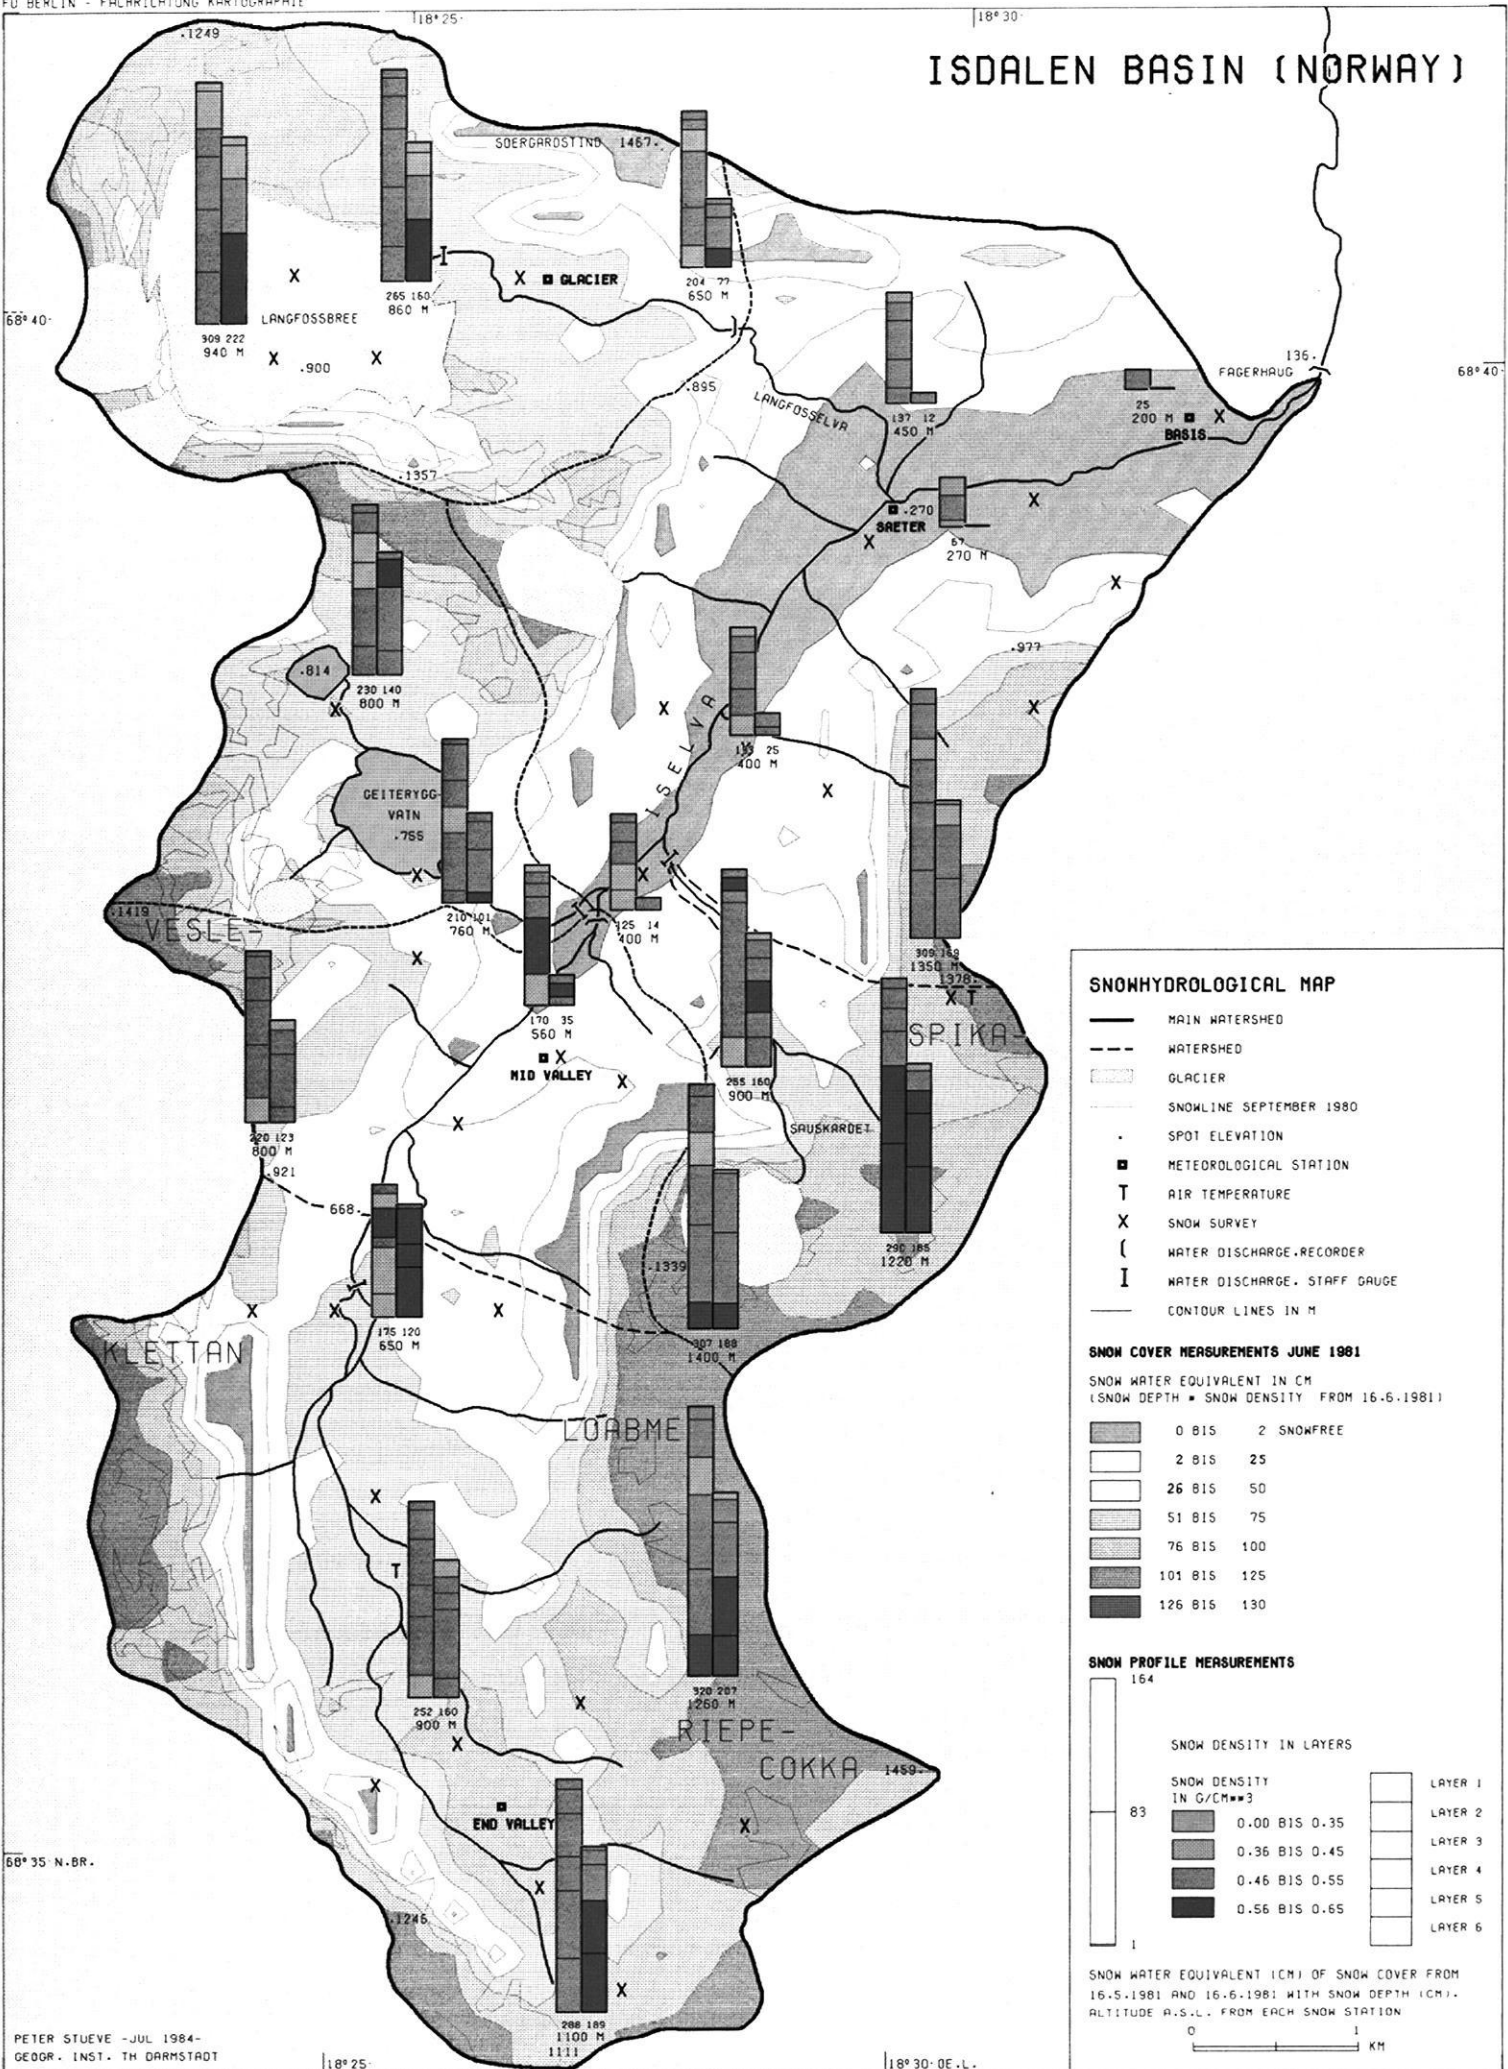 FU BERLIN - FACHRICHTUNG KARTOGRAPHIE
18°25'
18°30'
ISDALEN BASIN (NORWAY)
.1249
SOERGARDSTIND 1467.
GLACIER
204 77
650 M
265 160
860 M
68°40'
LANGFOSSBREE
309 222
940 M
.900
136.
FAGERHAUG
68°40'
.895
LANGFOSSELVA
137 12
450 M
25
200 M
BASIS
.1357
.270
SAETER
67
270 M
.977
.814
230 140
800 M
ISELVA
25
400 M
GEITERYGG-
VATN
.755
210 101
760 M
125 14
400 M
.1419
VESLE-
309 169
1350 M
1378.
T
SPIKA-
170 35
560 M
MID VALLEY
255 160
900 M
SAUSKARDET
220 123
800 M
.921
668.
290 185
1220 M
.1339
175 120
650 M
307 188
1400 M
KLETTAN
LOABME
T
252 160
900 M
320 207
1260 M
RIEPE-
COKKA
1459.
END VALLEY
68°35' N.BR.
.1246
288 189
1100 M
1111
PETER STUEVE -JUL 1984-
GEOGR. INST. TH DARMSTADT
18°25'
18°30' OE.L.
SNOWHYDROLOGICAL MAP
MAIN WATERSHED
WATERSHED
GLACIER
SNOWLINE SEPTEMBER 1980
. SPOT ELEVATION
METEOROLOGICAL STATION
T AIR TEMPERATURE
X SNOW SURVEY
( WATER DISCHARGE.RECORDER
I WATER DISCHARGE. STAFF GAUGE
CONTOUR LINES IN M
SNOW COVER MEASUREMENTS JUNE 1981
SNOW WATER EQUIVALENT IN CM
(SNOW DEPTH * SNOW DENSITY FROM 16.6.1981)
0 BIS 2 SNOWFREE
2 BIS 25
26 BIS 50
51 BIS 75
76 BIS 100
101 BIS 125
126 BIS 130
SNOW PROFILE MEASUREMENTS
164
83
1
SNOW DENSITY IN LAYERS
SNOW DENSITY
IN G/CM**3
0.00 BIS 0.35
0.36 BIS 0.45
0.46 BIS 0.55
0.56 BIS 0.65
LAYER 1
LAYER 2
LAYER 3
LAYER 4
LAYER 5
LAYER 6
SNOW WATER EQUIVALENT (CM) OF SNOW COVER FROM
16.5.1981 AND 16.6.1981 WITH SNOW DEPTH (CM).
ALTITUDE A.S.L. FROM EACH SNOW STATION
0 1
KM